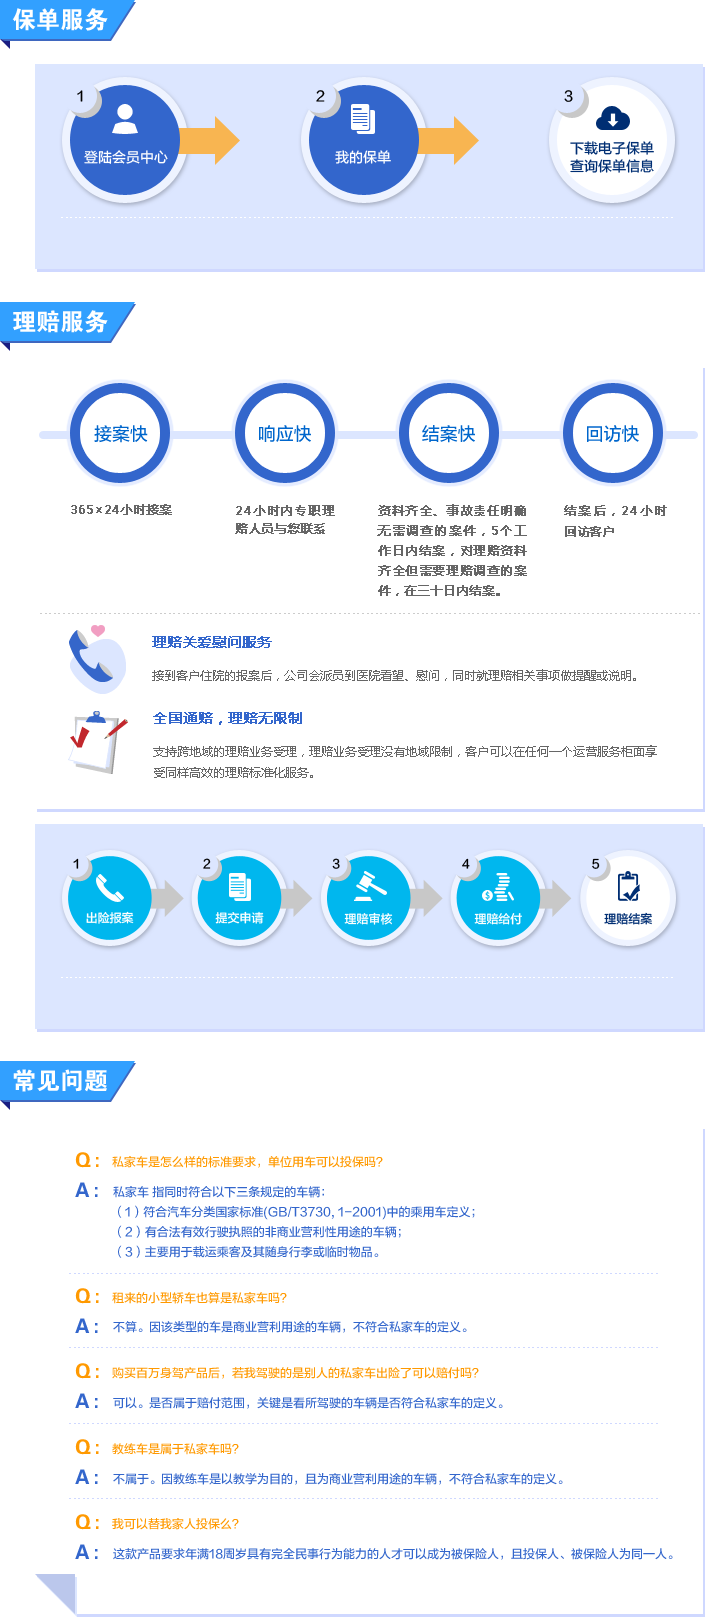 保单服务
1
2
3
登陆会员中心
我的保单
下载电子保单
查询保单信息
理赔服务
接案快
响应快
结案快
回访快
365×24小时接案
24小时内专职理
赔人员与您联系
资料齐全、事故责任明确
无需调查的案件，5个工
作日内结案，对理赔资料
齐全但需要理赔调查的案
件，在三十日内结案。
结案后，24小时
回访客户
理赔关爱慰问服务
接到客户住院的报案后，公司会派员到医院看望、慰问，同时就理赔相关事项做提醒或说明。
全国通赔，理赔无限制
支持跨地域的理赔业务受理，理赔业务受理没有地域限制，客户可以在任何一个运营服务柜面享
受同样高效的理赔标准化服务。
1
2
3
4
5
出险报案
提交申请
理赔审核
理赔给付
理赔结案
常见问题
Q： 私家车是怎么样的标准要求，单位用车可以投保吗?
A： 私家车 指同时符合以下三条规定的车辆：
（1）符合汽车分类国家标准(GB/T3730，1-2001)中的乘用车定义；
（2）有合法有效行驶执照的非商业营利性用途的车辆；
（3）主要用于载运乘客及其随身行李或临时物品。
Q： 租来的小型轿车也算是私家车吗?
A： 不算。因该类型的车是商业营利用途的车辆，不符合私家车的定义。
Q： 购买百万身驾产品后，若我驾驶的是别人的私家车出险了可以赔付吗?
A： 可以。是否属于赔付范围，关键是看所驾驶的车辆是否符合私家车的定义。
Q： 教练车是属于私家车吗?
A： 不属于。因教练车是以教学为目的，且为商业营利用途的车辆，不符合私家车的定义。
Q： 我可以替我家人投保么?
A： 这款产品要求年满18周岁具有完全民事行为能力的人才可以成为被保险人，且投保人、被保险人为同一人。